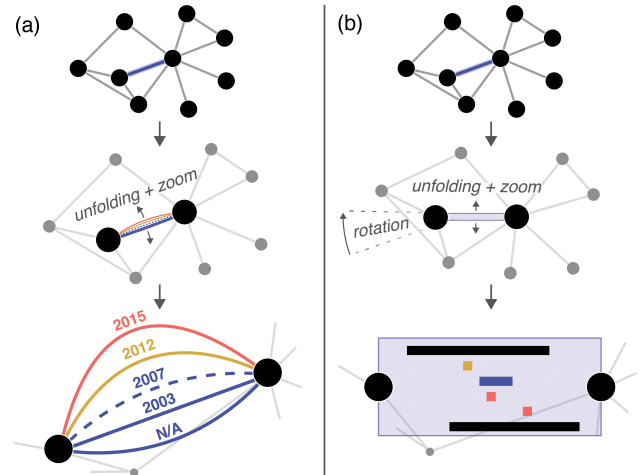 (a)
unfolding + zoom
2015
2012
2007
2003
N/A
(b)
unfolding + zoom
rotation